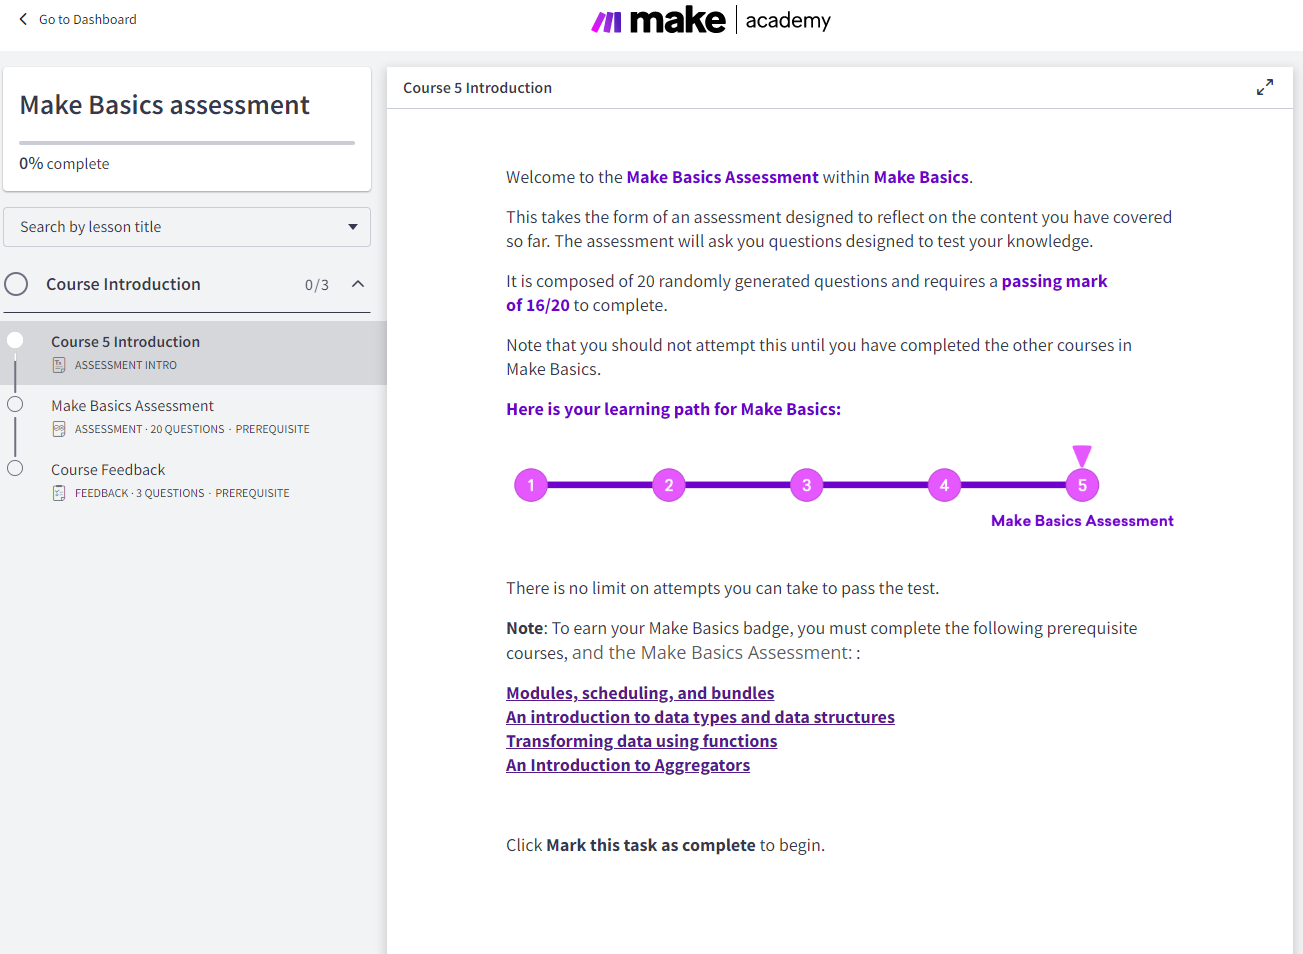 Go to Dashboard
make academy
Make Basics assessment
0% complete
Search by lesson title
Course Introduction 0/3
Course 5 Introduction
ASSESSMENT INTRO
Make Basics Assessment
ASSESSMENT · 20 QUESTIONS · PREREQUISITE
Course Feedback
FEEDBACK · 3 QUESTIONS · PREREQUISITE
Course 5 Introduction
Welcome to the Make Basics Assessment within Make Basics.
This takes the form of an assessment designed to reflect on the content you have covered
so far. The assessment will ask you questions designed to test your knowledge.
It is composed of 20 randomly generated questions and requires a passing mark
of 16/20 to complete.
Note that you should not attempt this until you have completed the other courses in
Make Basics.
Here is your learning path for Make Basics:
1 2 3 4 5
Make Basics Assessment
There is no limit on attempts you can take to pass the test.
Note: To earn your Make Basics badge, you must complete the following prerequisite
courses, and the Make Basics Assessment: :
Modules, scheduling, and bundles
An introduction to data types and data structures
Transforming data using functions
An Introduction to Aggregators
Click Mark this task as complete to begin.